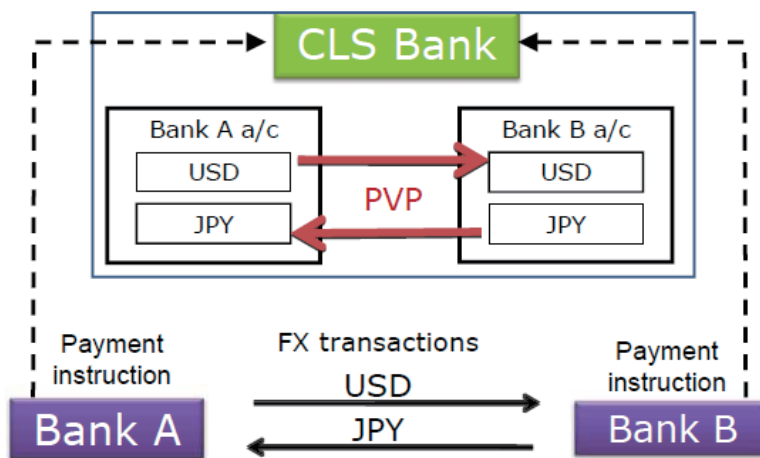 CLS Bank
Bank A a/c
USD
JPY
PVP
Bank B a/c
USD
JPY
Payment
instruction
FX transactions
USD
JPY
Payment
instruction
Bank A
Bank B